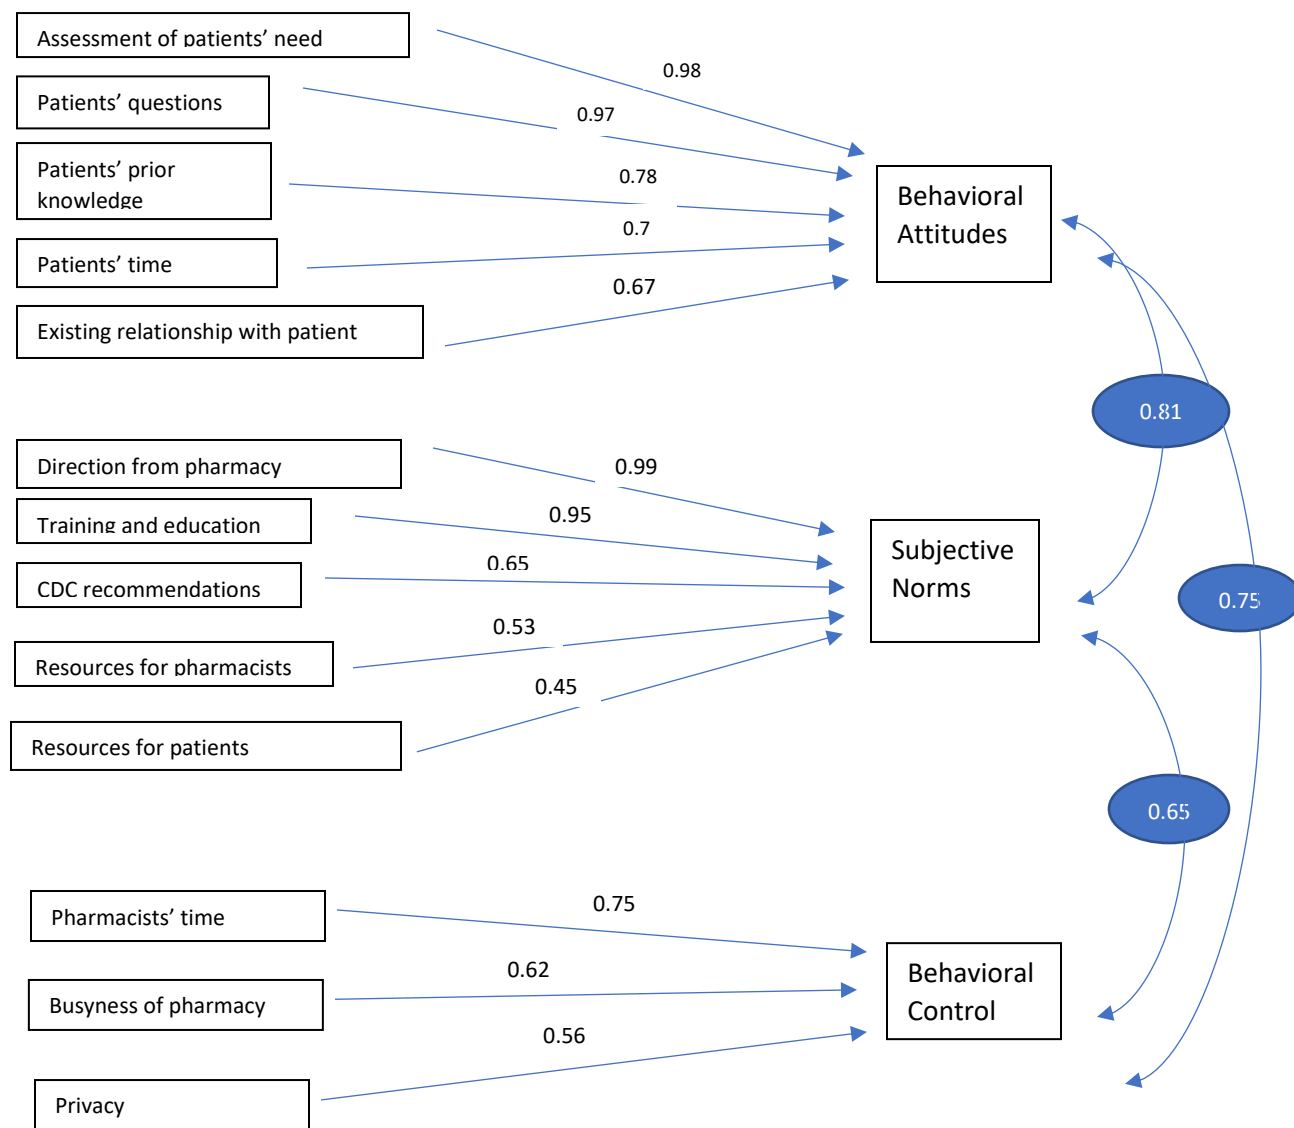 Assessment of patients’ need
0.98
Patients’ questions
0.97
Patients’ prior
knowledge
0.78
Patients’ time
0.7
Existing relationship with patient
0.67
Behavioral
Attitudes
0.81
Direction from pharmacy
0.99
Training and education
0.95
CDC recommendations
0.65
Resources for pharmacists
0.53
Resources for patients
0.45
Subjective
Norms
0.75
0.65
Pharmacists’ time
0.75
Busyness of pharmacy
0.62
Privacy
0.56
Behavioral
Control